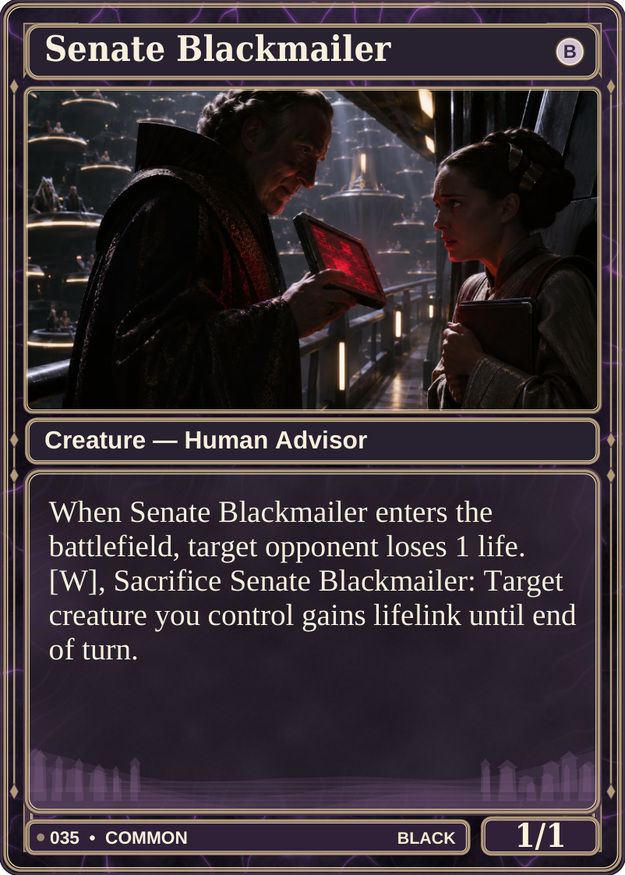 Senate Blackmailer B
Creature — Human Advisor
When Senate Blackmailer enters the
battlefield, target opponent loses 1 life.
[W], Sacrifice Senate Blackmailer: Target
creature you control gains lifelink until end
of turn.
035 • COMMON BLACK 1/1